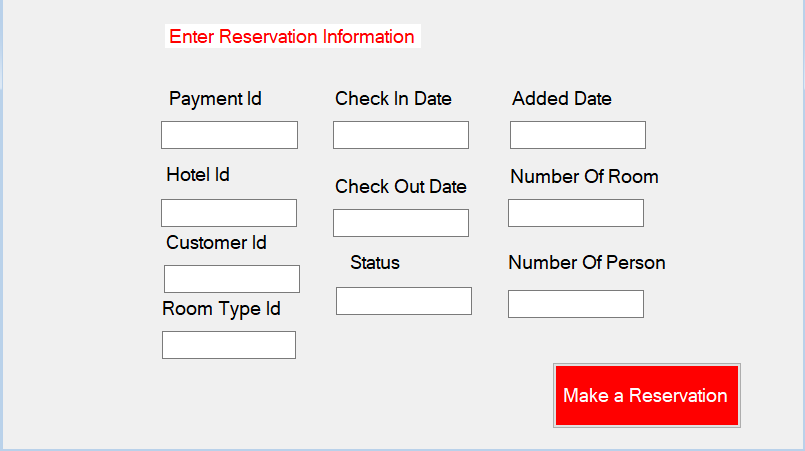 Enter Reservation Information
Payment Id
Check In Date
Added Date
Hotel Id
Check Out Date
Number Of Room
Customer Id
Status
Number Of Person
Room Type Id
Make a Reservation